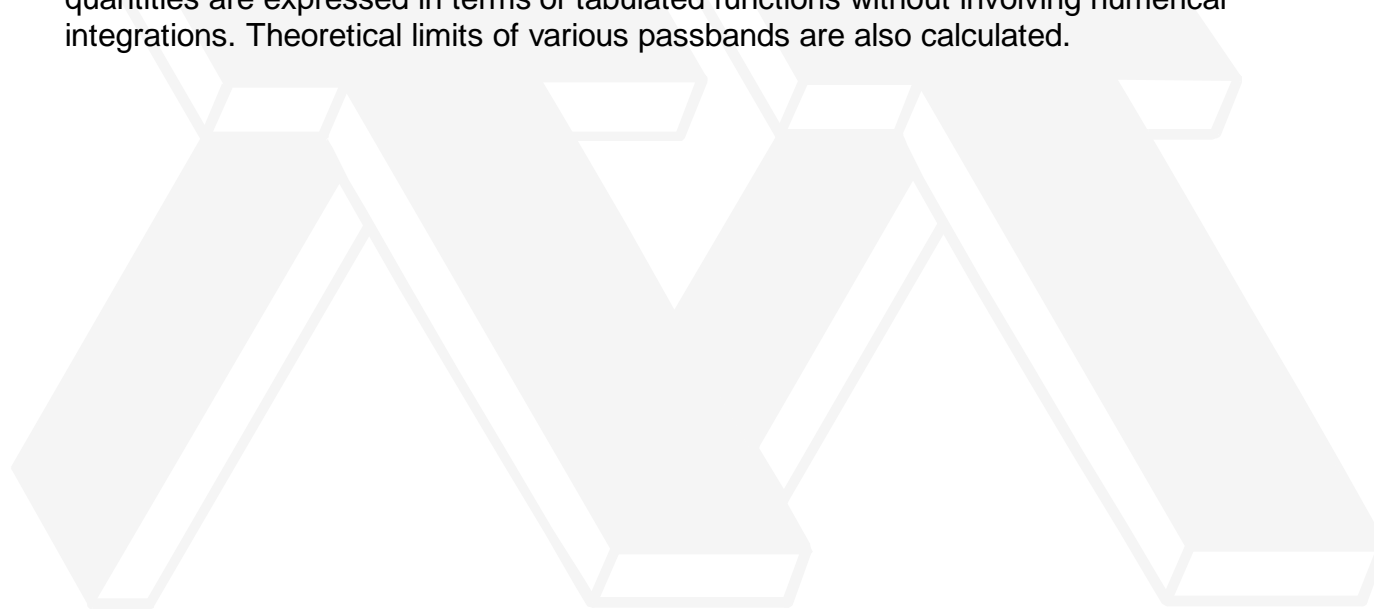 quantities are expressed in terms of tabulated functions without involving numerical
integrations. Theoretical limits of various passbands are also calculated.